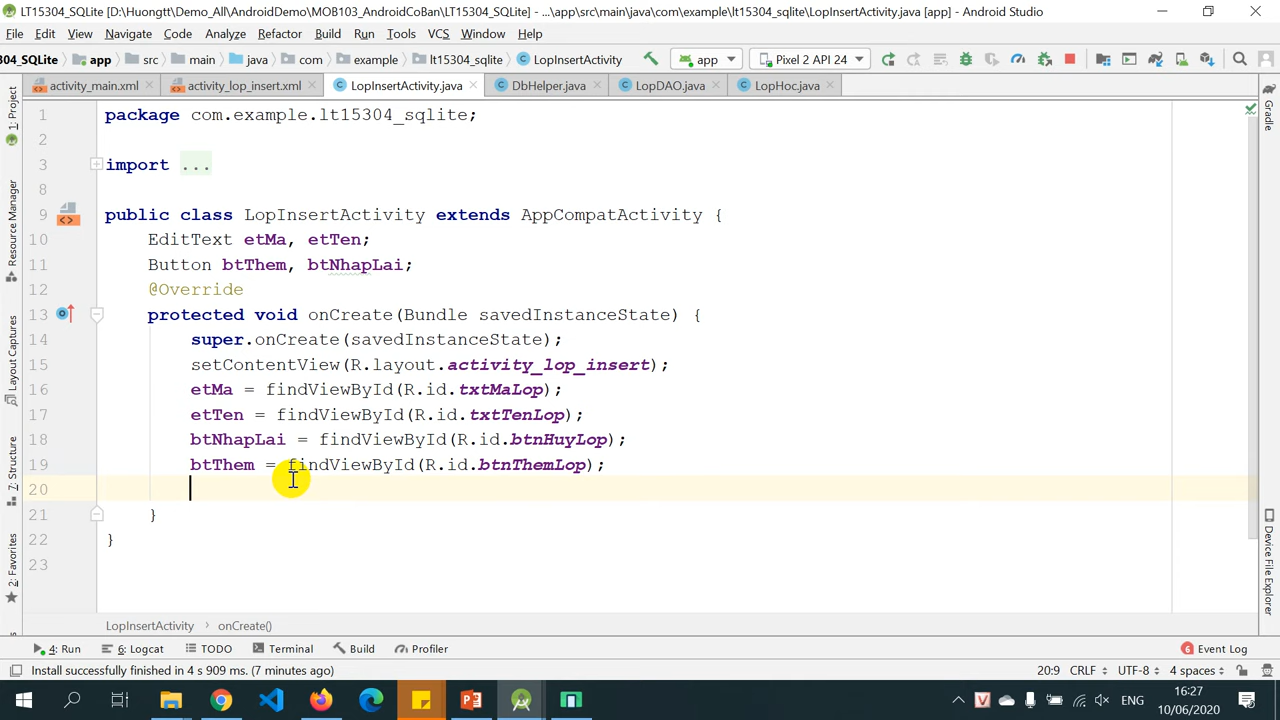 LT15304_SQLite [D:\Huongtt\Demo_All\AndroidDemo\MOB103_AndroidCoBan\LT15304_SQLite] - ...\app\src\main\java\com\example\lt15304_sqlite\LopInsertActivity.java [app] - Android Studio
File Edit View Navigate Code Analyze Refactor Build Run Tools VCS Window Help
304_SQLite app src main java com example lt15304_sqlite LopInsertActivity app Pixel 2 API 24
activity_main.xml activity_lop_insert.xml LopInsertActivity.java DbHelper.java LopDAO.java LopHoc.java
1: Project
Resource Manager
Layout Captures
7: Structure
2: Favorites
1 package com.example.lt15304_sqlite;
2
3 import ...
8
9 public class LopInsertActivity extends AppCompatActivity {
10 EditText etMa, etTen;
11 Button btThem, btNhapLai;
12 @Override
13 protected void onCreate(Bundle savedInstanceState) {
14 super.onCreate(savedInstanceState);
15 setContentView(R.layout.activity_lop_insert);
16 etMa = findViewById(R.id.txtMaLop);
17 etTen = findViewById(R.id.txtTenLop);
18 btNhapLai = findViewById(R.id.btnHuyLop);
19 btThem = findViewById(R.id.btnThemLop);
20
21 }
22 }
23
Gradle
Device File Explorer
LopInsertActivity onCreate()
4: Run 6: Logcat TODO Terminal Build Profiler 6 Event Log
Install successfully finished in 4 s 909 ms. (7 minutes ago) 20:9 CRLF UTF-8 4 spaces
ENG 16:27
10/06/2020